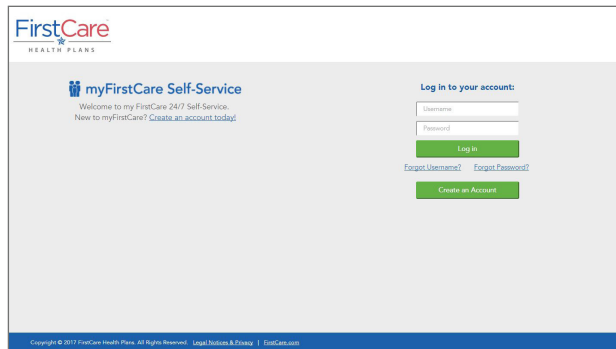 FirstCare
HEALTH PLANS
myFirstCare Self-Service
Welcome to my FirstCare 24/7 Self-Service.
New to myFirstCare? Create an account today!
Log in to your account:
Username
Password
Log in
Forgot Username? Forgot Password?
Create an Account
Copyright © 2017 FirstCare Health Plans. All Rights Reserved. Legal Notices & Privacy | FirstCare.com